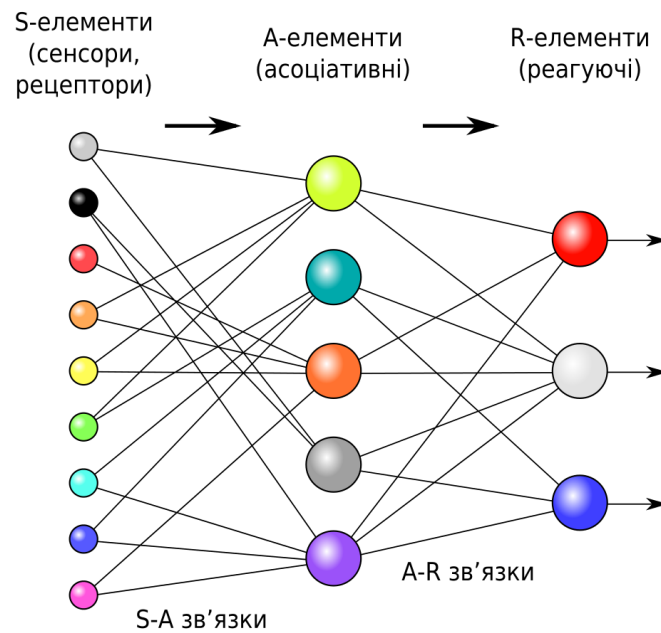 S-елементи
(сенсори,
рецептори)
A-елементи
(асоціативні)
R-елементи
(реагуючі)
A-R зв’язки
S-A зв’язки